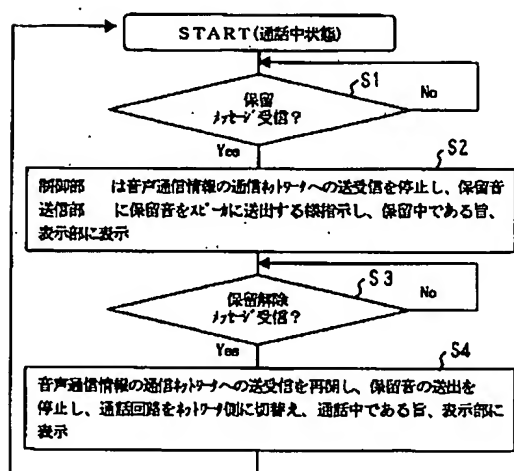 START(通話中状態)
S1
保留
メッセージ受信?
No
Yes
S2
制御部 は音声通信情報の通信ネットワークへの送受信を停止し、保留音
送信部 に保留音をスピーカに送出する様指示し、保留中である旨、
表示部に表示
S3
保留解除
メッセージ受信?
No
Yes
S4
音声通信情報の通信ネットワークへの送受信を再開し、保留音の送出を
停止し、通話回路をネットワーク側に切替え、通話中である旨、表示部に
表示